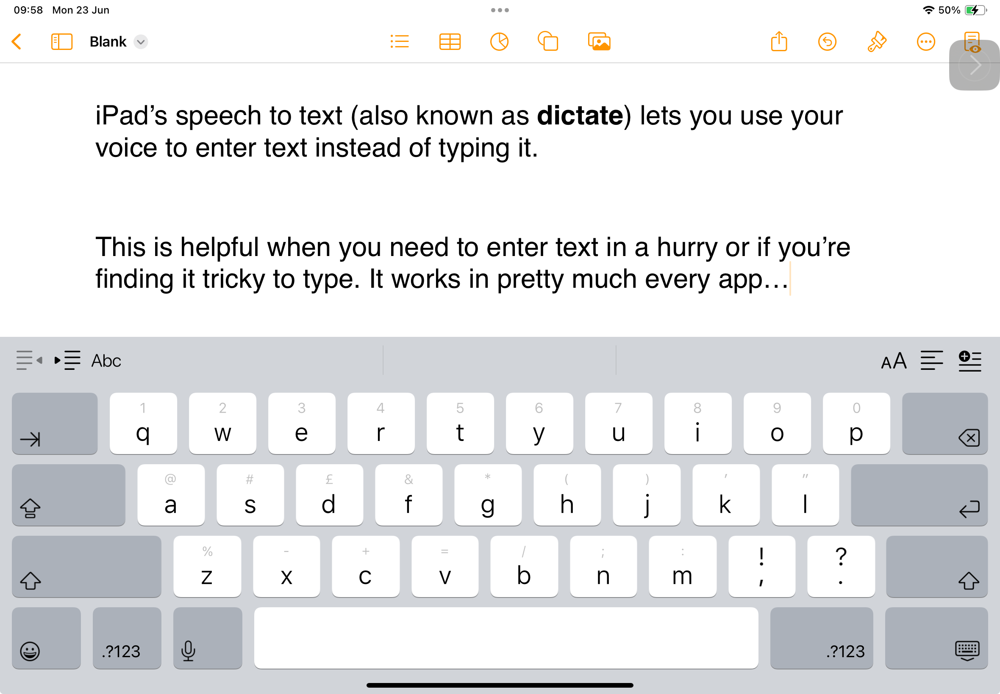 09:58 Mon 23 Jun
50%
Blank
iPad’s speech to text (also known as dictate) lets you use your
voice to enter text instead of typing it.
This is helpful when you need to enter text in a hurry or if you’re
finding it tricky to type. It works in pretty much every app…
Abc
AA
1 2 3 4 5 6 7 8 9 0
q w e r t y u i o p
@ # £ & * ( ) ' "
a s d f g h j k l
% - + = / ; : ! ?
z x c v b n m , .
.?123 .?123